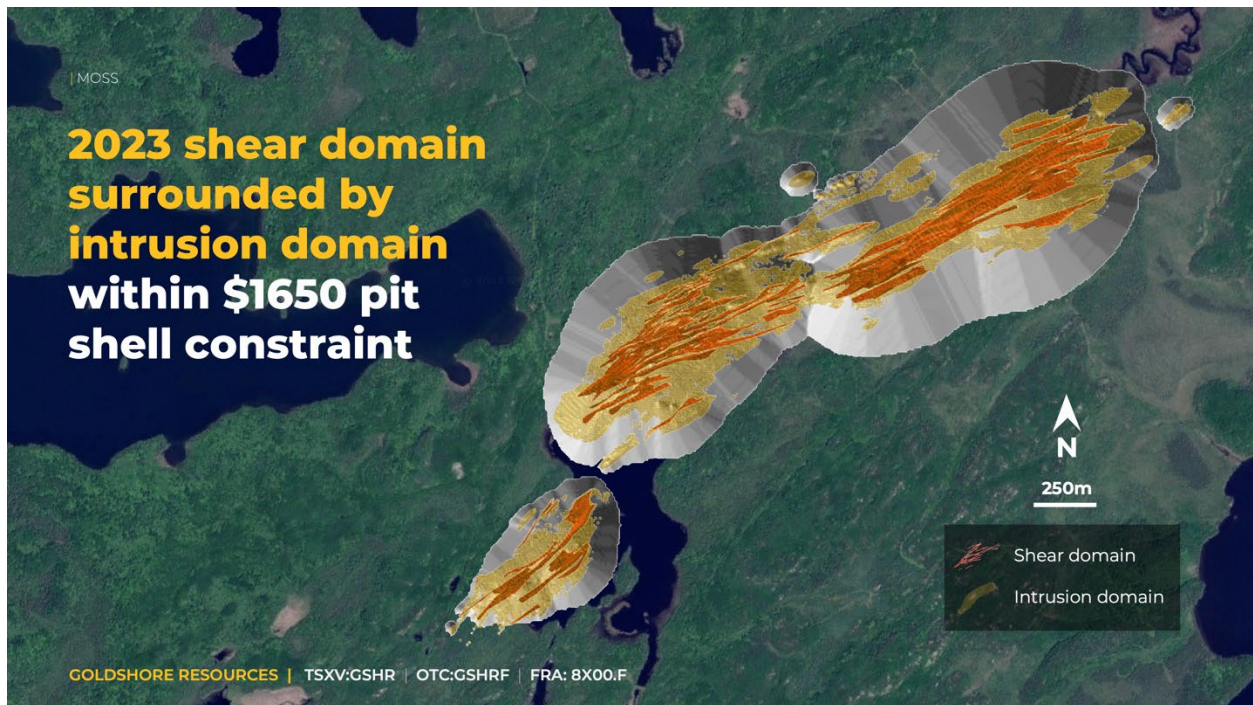 | MOSS
2023 shear domain
surrounded by
intrusion domain
within $1650 pit
shell constraint
N
250m
Shear domain
Intrusion domain
GOLDSHORE RESOURCES | TSXV:GSHR | OTC:GSHRF | FRA: 8X00.F